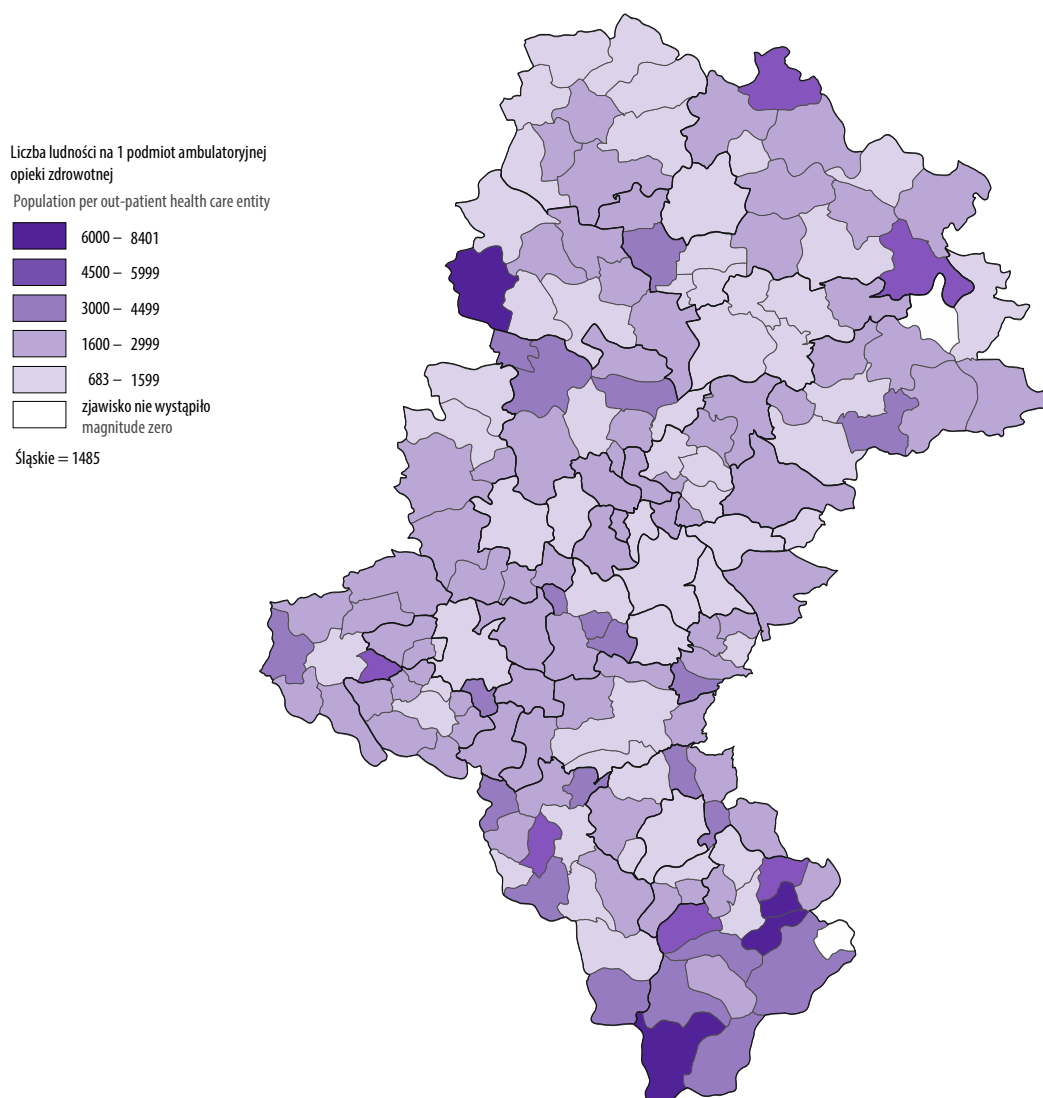 Liczba ludności na 1 podmiot ambulatoryjnej
opieki zdrowotnej
Population per out-patient health care entity
6000 – 8401
4500 – 5999
3000 – 4499
1600 – 2999
683 – 1599
zjawisko nie wystąpiło
magnitude zero
Śląskie = 1485